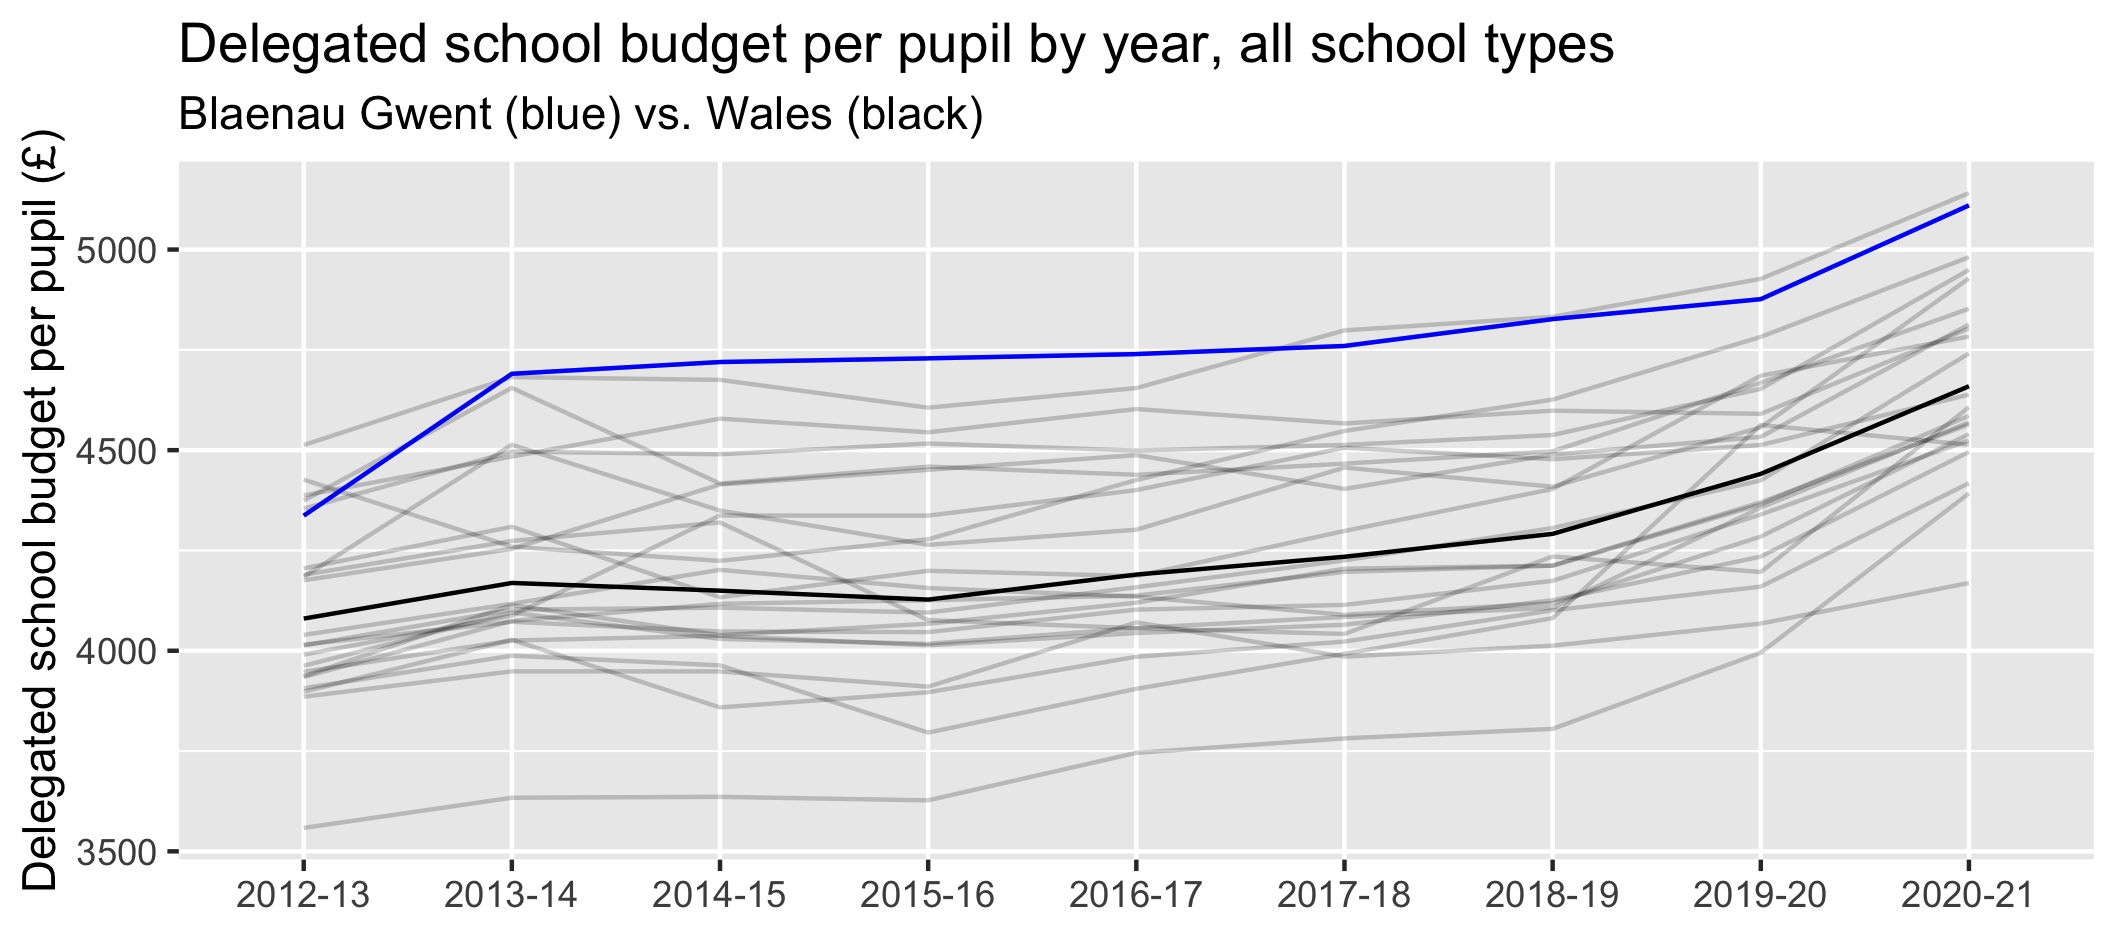 Delegated school budget per pupil by year, all school types
Blaenau Gwent (blue) vs. Wales (black)
Delegated school budget per pupil (£)
5000
4500
4000
3500
2012-13 2013-14 2014-15 2015-16 2016-17 2017-18 2018-19 2019-20 2020-21